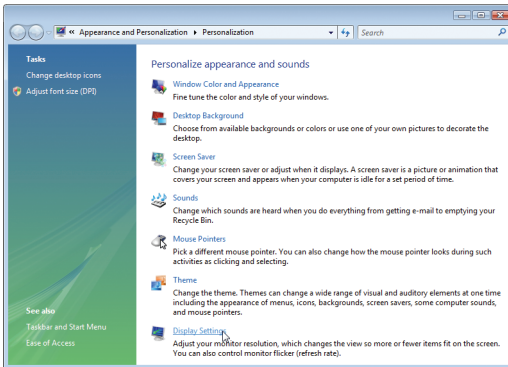 « Appearance and Personalization ▸ Personalization
Search
Tasks
Change desktop icons
Adjust font size (DPI)
See also
Taskbar and Start Menu
Ease of Access
Personalize appearance and sounds
Window Color and Appearance
Fine tune the color and style of your windows.
Desktop Background
Choose from available backgrounds or colors or use one of your own pictures to decorate the
desktop.
Screen Saver
Change your screen saver or adjust when it displays. A screen saver is a picture or animation that
covers your screen and appears when your computer is idle for a set period of time.
Sounds
Change which sounds are heard when you do everything from getting e-mail to emptying your
Recycle Bin.
Mouse Pointers
Pick a different mouse pointer. You can also change how the mouse pointer looks during such
activities as clicking and selecting.
Theme
Change the theme. Themes can change a wide range of visual and auditory elements at one time
including the appearance of menus, icons, backgrounds, screen savers, some computer sounds,
and mouse pointers.
Display Settings
Adjust your monitor resolution, which changes the view so more or fewer items fit on the screen.
You can also control monitor flicker (refresh rate).